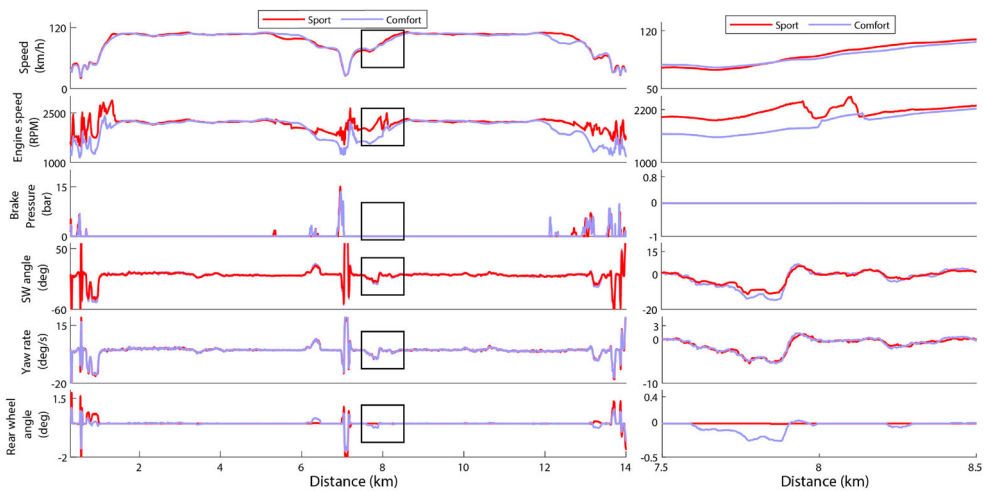 Sport Comfort
Speed
(km/h)
120
0
Engine speed
(RPM)
2500
1000
Brake
Pressure
(bar)
15
0
SW angle
(deg)
50
-60
Yaw rate
(deg/s)
15
-20
Rear wheel
angle
(deg)
1.5
-2
2 4 6 8 10 12 14
Distance (km)
Sport Comfort
120
50
2200
1000
0.8
0
-1
15
0
-20
3
0
-10
0.4
0
-0.5
7.5 8 8.5
Distance (km)